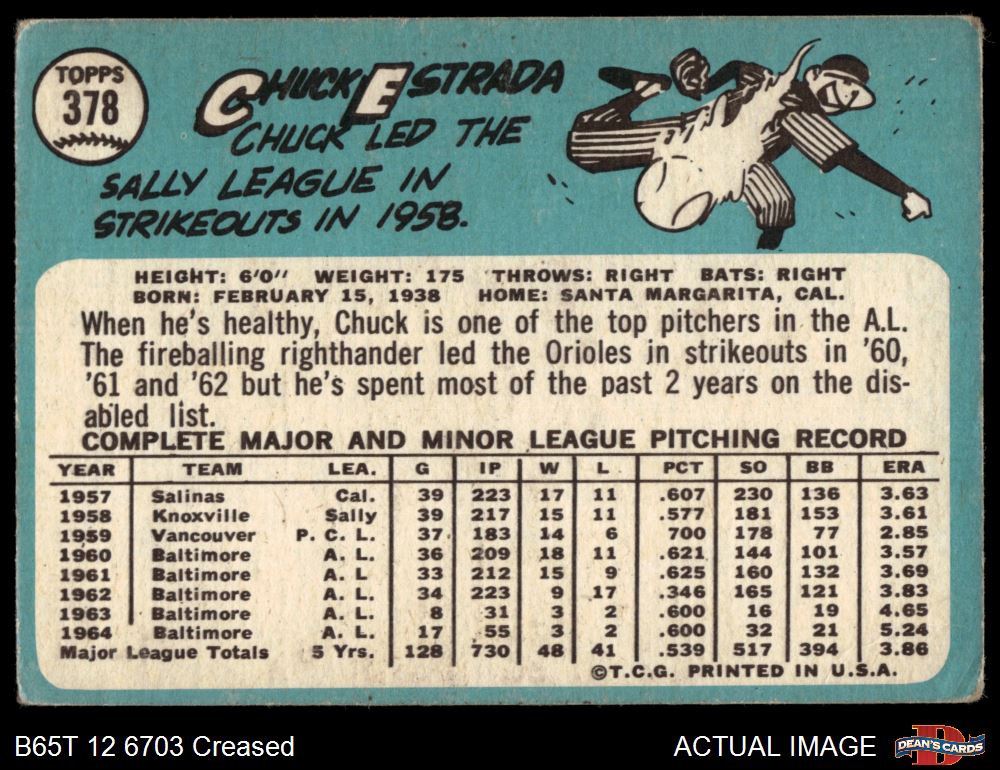 TOPPS
378
CHUCK ESTRADA
CHUCK LED THE
SALLY LEAGUE IN
STRIKEOUTS IN 1958.
HEIGHT: 6'0" WEIGHT: 175 THROWS: RIGHT BATS: RIGHT
BORN: FEBRUARY 15, 1938 HOME: SANTA MARGARITA, CAL.
When he's healthy, Chuck is one of the top pitchers in the A.L.
The fireballing righthander led the Orioles in strikeouts in '60,
'61 and '62 but he's spent most of the past 2 years on the dis-
abled list.
COMPLETE MAJOR AND MINOR LEAGUE PITCHING RECORD
YEAR TEAM LEA. G IP W L PCT SO BB ERA
1957 Salinas Cal. 39 223 17 11 .607 230 136 3.63
1958 Knoxville Sally 39 217 15 11 .577 181 153 3.61
1959 Vancouver P. C. L. 37 183 14 6 700 178 77 2.85
1960 Baltimore A. L. 36 209 18 11 .621 144 101 3.57
1961 Baltimore A. L 33 212 15 9 .625 160 132 3.69
1962 Baltimore A. L. 34 223 9 17 .346 165 121 3.83
1963 Baltimore A. L. 8 31 3 2 .600 16 19 4.65
1964 Baltimore A. L. 17 55 3 2 .600 32 21 5.24
Major League Totals 5 Yrs. 128 730 48 41 .539 517 394 3.86
©T.C.G. PRINTED IN U.S.A.
B65T 12 6703 Creased
ACTUAL IMAGE
D
DEAN'S CARDS